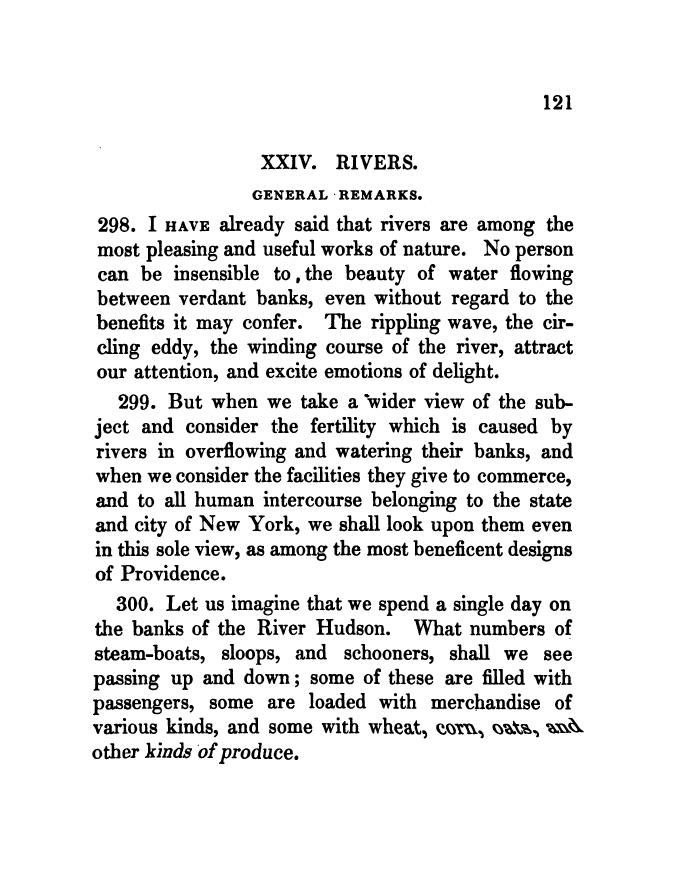 121
XXIV. RIVERS.
GENERAL REMARKS.
298. I HAVE already said that rivers are among the
most pleasing and useful works of nature. No person
can be insensible to, the beauty of water flowing
between verdant banks, even without regard to the
benefits it may confer. The rippling wave, the cir-
cling eddy, the winding course of the river, attract
our attention, and excite emotions of delight.
299. But when we take a wider view of the sub-
ject and consider the fertility which is caused by
rivers in overflowing and watering their banks, and
when we consider the facilities they give to commerce,
and to all human intercourse belonging to the state
and city of New York, we shall look upon them even
in this sole view, as among the most beneficent designs
of Providence.
300. Let us imagine that we spend a single day on
the banks of the River Hudson. What numbers of
steam-boats, sloops, and schooners, shall we see
passing up and down; some of these are filled with
passengers, some are loaded with merchandise of
various kinds, and some with wheat, corn, oats, and
other kinds of produce.